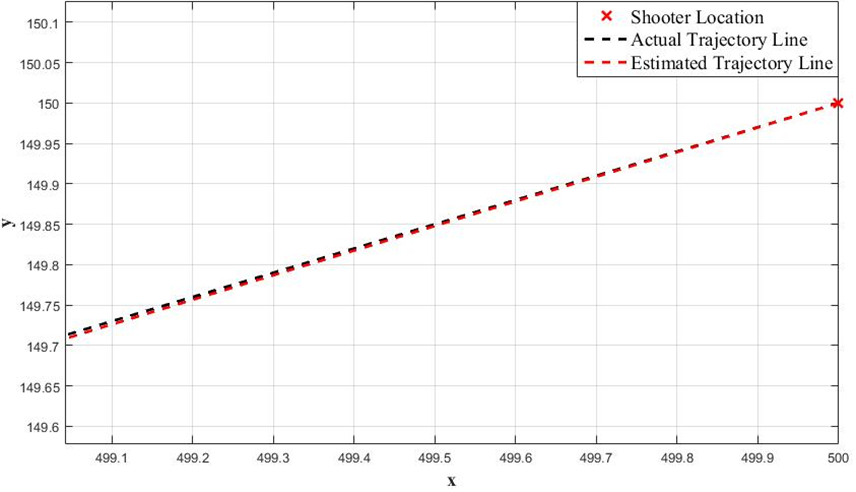 Shooter Location
Actual Trajectory Line
Estimated Trajectory Line
150.1
150.05
150
149.95
149.9
149.85
149.8
149.75
149.7
149.65
149.6
y
499.1 499.2 499.3 499.4 499.5 499.6 499.7 499.8 499.9 500
x